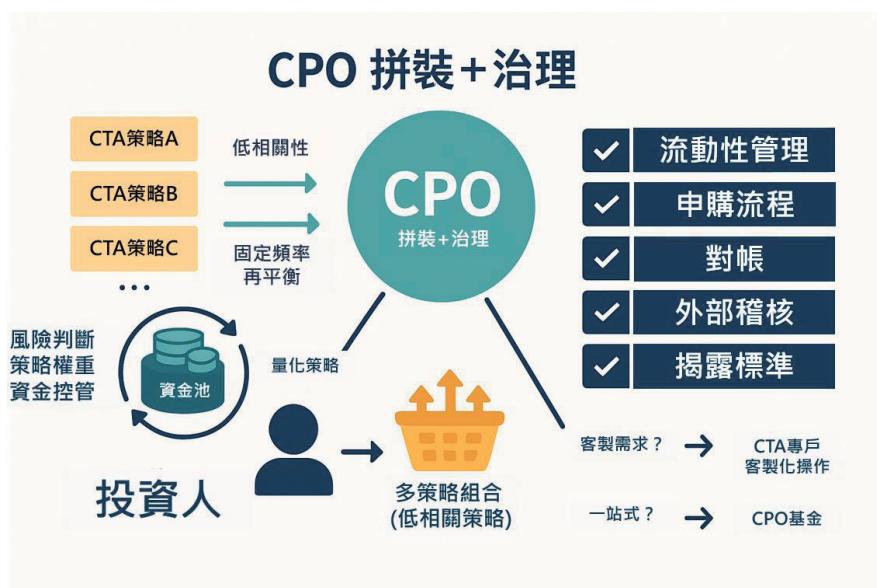 CPO 拼裝+治理
CTA策略A
CTA策略B
CTA策略C
...
低相關性
固定頻率
再平衡
CPO
拼裝+治理
流動性管理
申購流程
對帳
外部稽核
揭露標準
風險判斷
策略權重
資金控管
資金池
量化策略
投資人
多策略組合
(低相關策略)
客製需求？
CTA專戶
客製化操作
一站式？
CPO基金